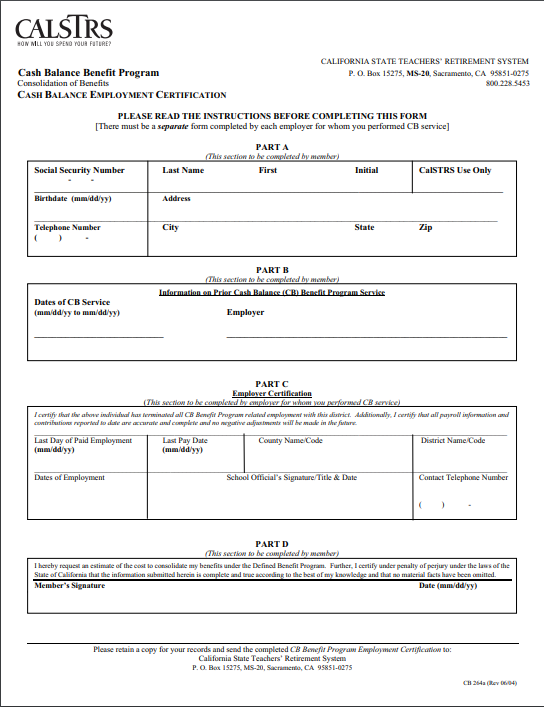 CALSTRS
HOW WILL YOU SPEND YOUR FUTURE?
CALIFORNIA STATE TEACHERS' RETIREMENT SYSTEM
Cash Balance Benefit Program
P. O. Box 15275, MS-20, Sacramento, CA 95851-0275
Consolidation of Benefits
800.228.5453
CASH BALANCE EMPLOYMENT CERTIFICATION
PLEASE READ THE INSTRUCTIONS BEFORE COMPLETING THIS FORM
[There must be a separate form completed by each employer for whom you performed CB service]
PART A
(This section to be completed by member)
Social Security Number Last Name First Initial CalSTRS Use Only
- -
Birthdate (mm/dd/yy) Address
Telephone Number City State Zip
( ) -
PART B
(This section to be completed by member)
Information on Prior Cash Balance (CB) Benefit Program Service
Dates of CB Service
(mm/dd/yy to mm/dd/yy) Employer
PART C
Employer Certification
(This section to be completed by employer for whom you performed CB service)
I certify that the above individual has terminated all CB Benefit Program related employment with this district. Additionally, I certify that all payroll information and
contributions reported to date are accurate and complete and no negative adjustments will be made in the future.
Last Day of Paid Employment Last Pay Date County Name/Code District Name/Code
(mm/dd/yy) (mm/dd/yy)
Dates of Employment School Official's Signature/Title & Date Contact Telephone Number
( ) -
PART D
(This section to be completed by member)
I hereby request an estimate of the cost to consolidate my benefits under the Defined Benefit Program. Further, I certify under penalty of perjury under the laws of the
State of California that the information submitted herein is complete and true according to the best of my knowledge and that no material facts have been omitted.
Member's Signature Date (mm/dd/yy)
Please retain a copy for your records and send the completed CB Benefit Program Employment Certification to:
California State Teachers' Retirement System
P. O. Box 15275, MS-20, Sacramento, CA 95851-0275
CB 264a (Rev 06/04)